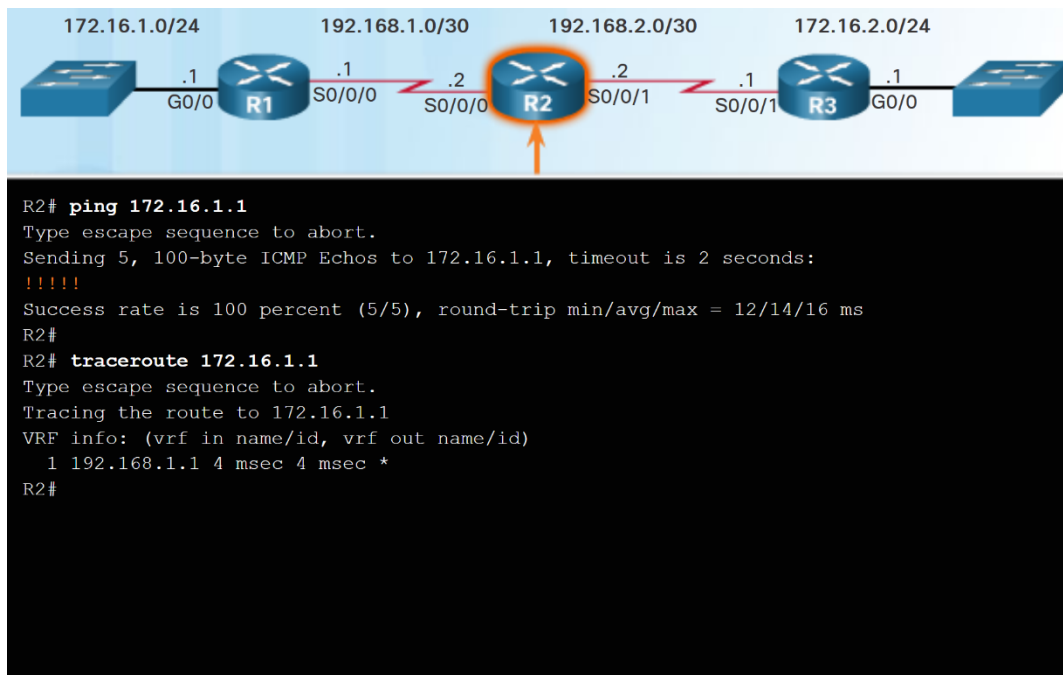 172.16.1.0/24 192.168.1.0/30 192.168.2.0/30 172.16.2.0/24
.1 .1 .2 .2 .1 .1
G0/0 R1 S0/0/0 S0/0/0 R2 S0/0/1 S0/0/1 R3 G0/0
R2# ping 172.16.1.1
Type escape sequence to abort.
Sending 5, 100-byte ICMP Echos to 172.16.1.1, timeout is 2 seconds:
!!!!!
Success rate is 100 percent (5/5), round-trip min/avg/max = 12/14/16 ms
R2#
R2# traceroute 172.16.1.1
Type escape sequence to abort.
Tracing the route to 172.16.1.1
VRF info: (vrf in name/id, vrf out name/id)
  1 192.168.1.1 4 msec 4 msec *
R2#